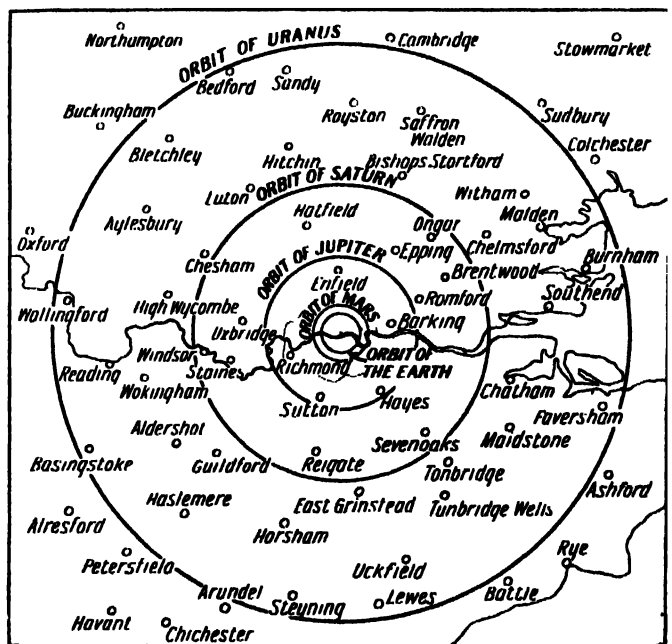 Northampton
ORBIT OF URANUS
Cambridge
Stowmarket
Bedford
Sandy
Buckingham
Royston
Saffron
Walden
Sudbury
Bletchley
Hitchin
Bishops Stortford
Colchester
Luton
ORBIT OF SATURN
Witham
Aylesbury
Hatfield
Ongar
Malden
Oxford
ORBIT OF JUPITER
Epping
Chelmsford
Chesham
Enfield
Brentwood
Burnham
Wallingford
High Wycombe
ORBIT OF MARS
Romford
Southend
Uxbridge
Barking
Windsor
Richmond
ORBIT OF
THE EARTH
Reading
Staines
Wokingham
Chatham
Sutton
Hayes
Faversham
Aldershot
Sevenoaks
Maidstone
Basingstoke
Guildford
Reigate
Tonbridge
Ashford
Haslemere
East Grinstead
Tunbridge Wells
Alresford
Horsham
Petersfield
Uckfield
Rye
Arundel
Steyning
Lewes
Battle
Havant
Chichester